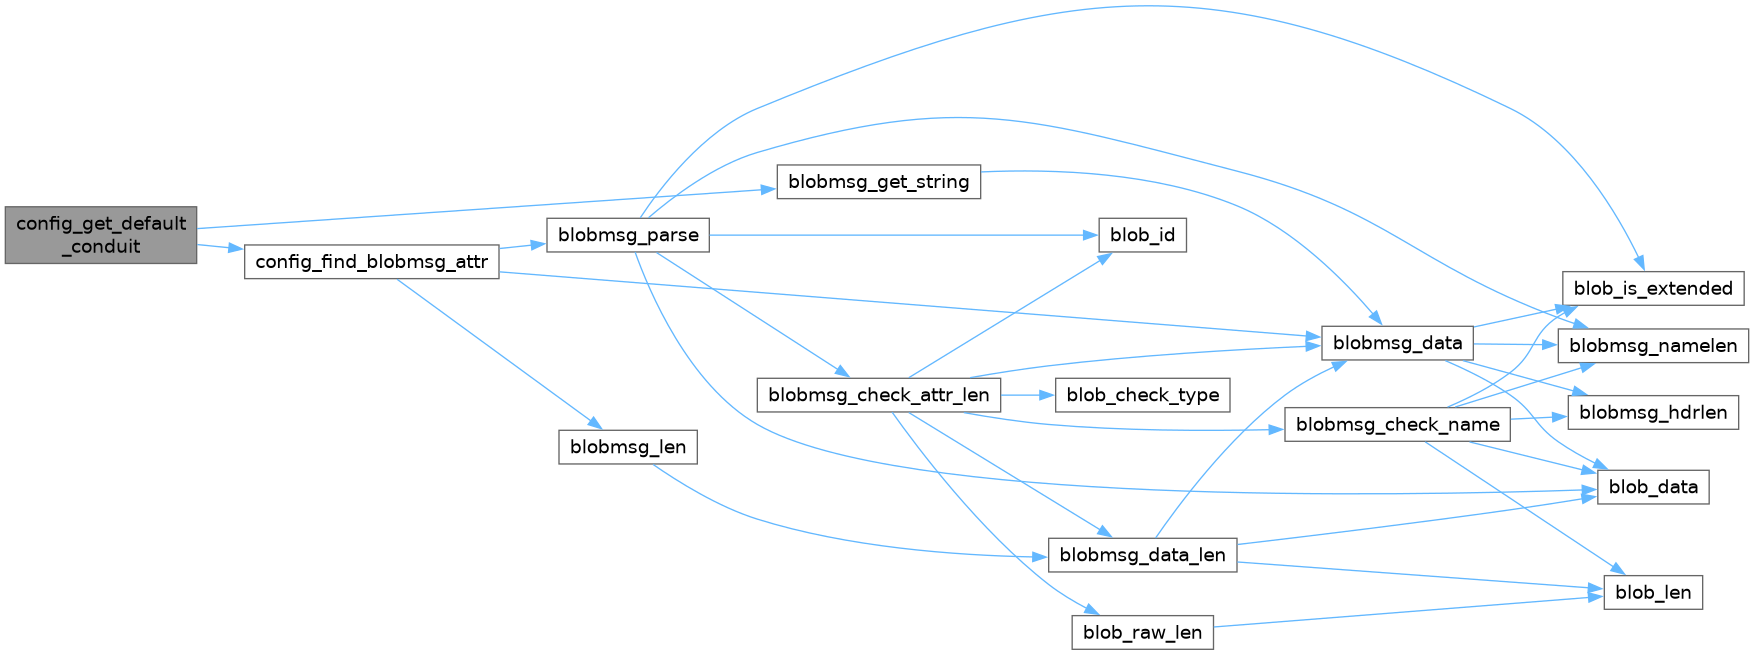 config_get_default
_conduit
config_find_blobmsg_attr
blobmsg_parse
blobmsg_get_string
blobmsg_len
blobmsg_check_attr_len
blob_id
blob_check_type
blobmsg_data_len
blob_raw_len
blobmsg_data
blobmsg_check_name
blob_is_extended
blobmsg_namelen
blobmsg_hdrlen
blob_data
blob_len